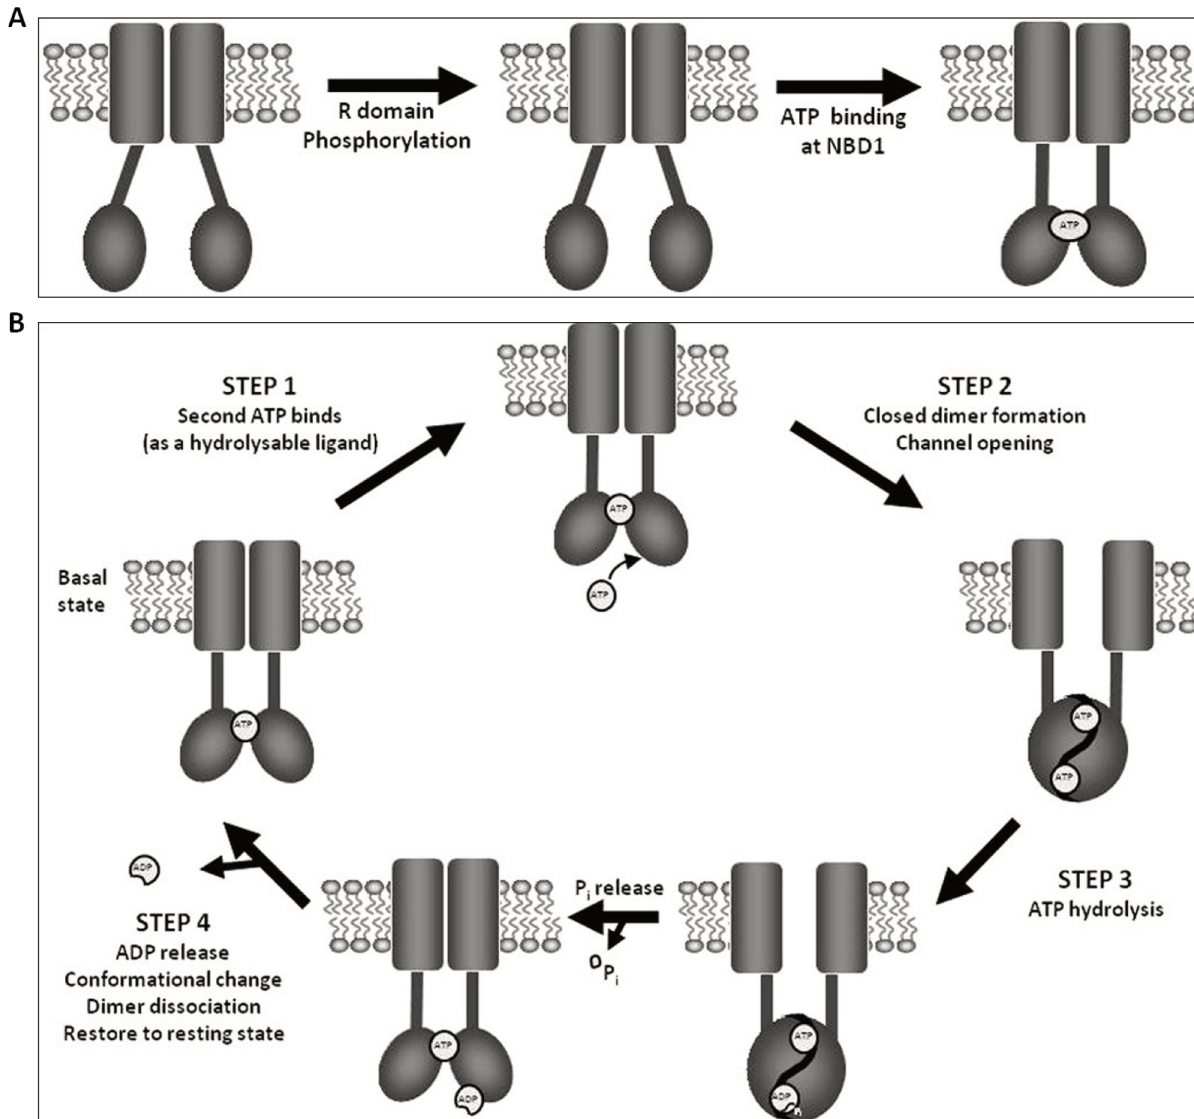 A
R domain
Phosphorylation
ATP binding
at NBD1
ATP
B
STEP 1
Second ATP binds
(as a hydrolysable ligand)
ATP
ATP
STEP 2
Closed dimer formation
Channel opening
Basal
state
ATP
ATP
ATP
STEP 3
ATP hydrolysis
Pi release
Pi
ADP
STEP 4
ADP release
Conformational change
Dimer dissociation
Restore to resting state
ATP
ADP
ATP
ADP